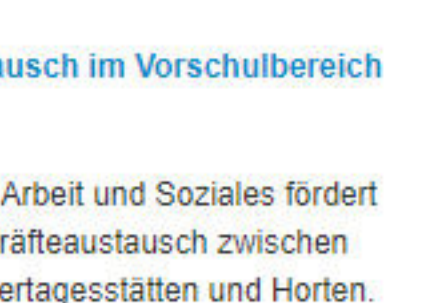 ausch im Vorschulbereich
Arbeit und Soziales fördert
räfteaustausch zwischen
ertagesstätten und Horten.